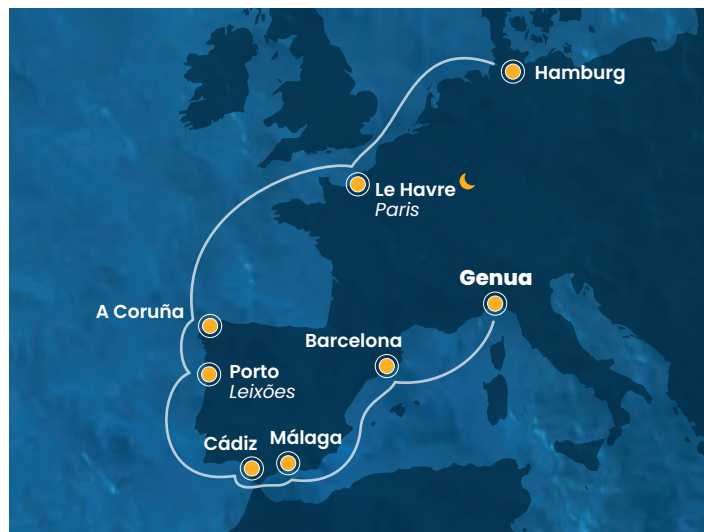 Hamburg
Le Havre
Paris
Genua
A Coruña
Barcelona
Porto
Leixões
Cádiz
Málaga